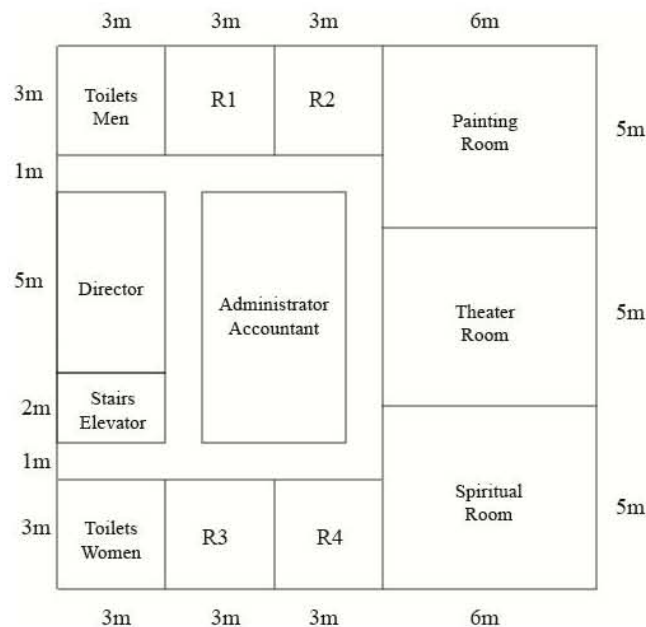 3m 3m 3m 6m
3m
Toilets
Men
R1
R2
Painting
Room
5m
1m
5m
Director
Administrator
Accountant
Theater
Room
5m
2m
Stairs
Elevator
1m
3m
Toilets
Women
R3
R4
Spiritual
Room
5m
3m 3m 3m 6m